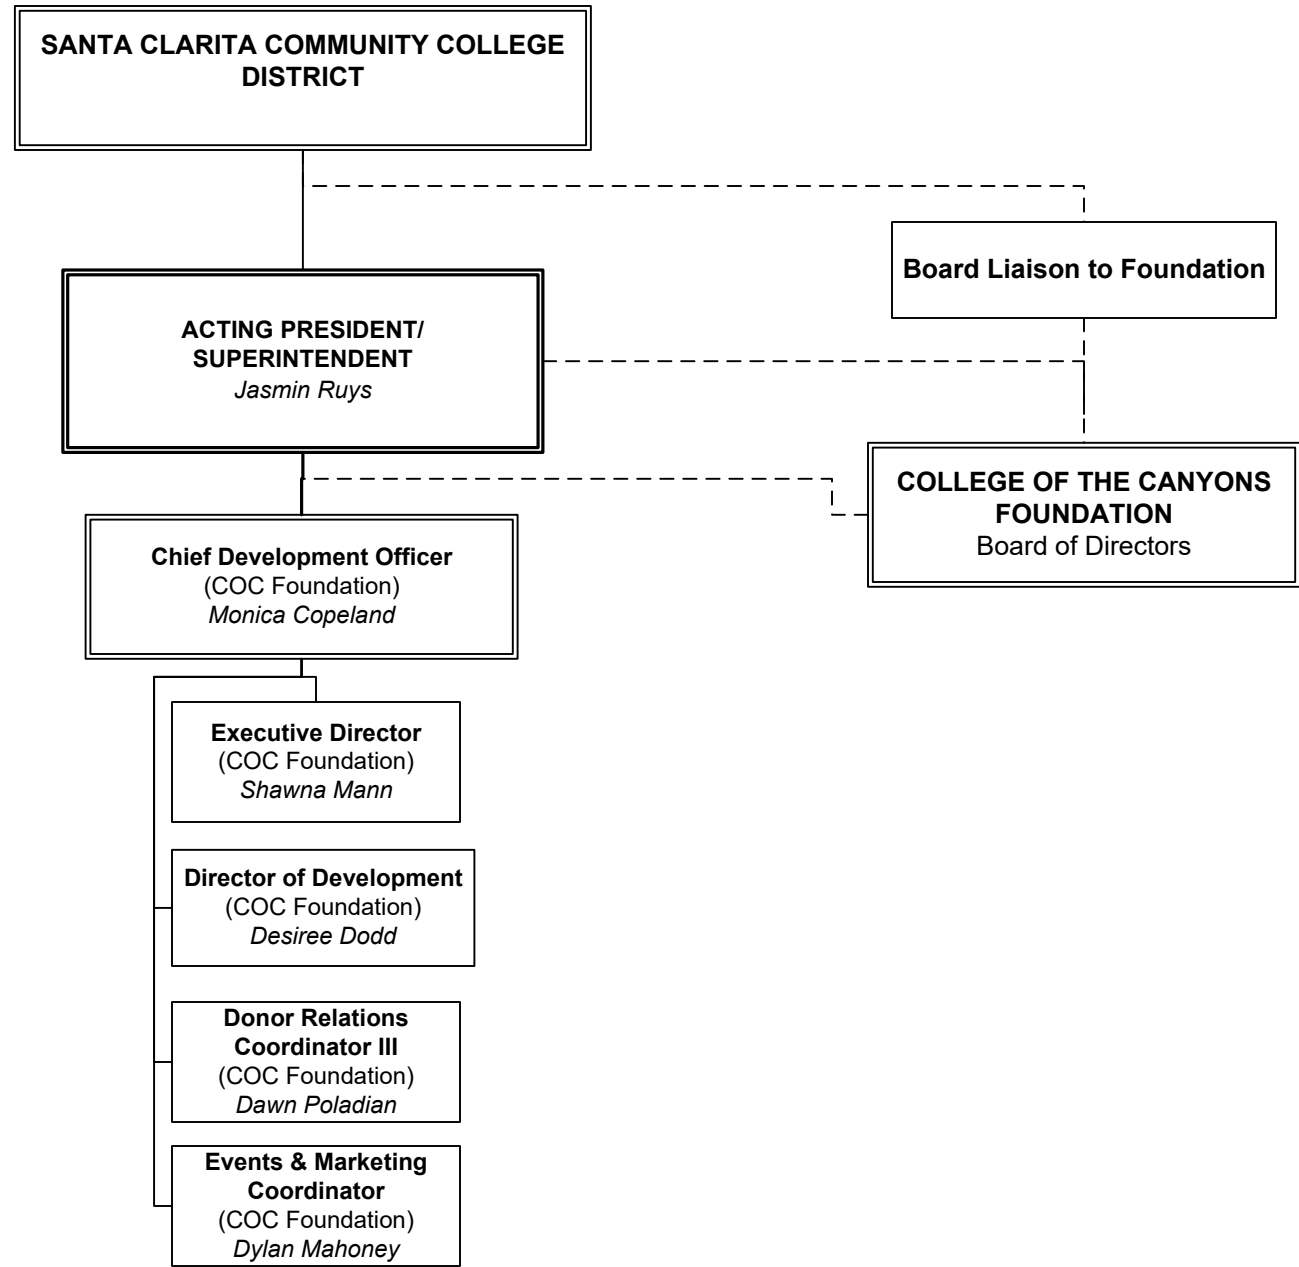 SANTA CLARITA COMMUNITY COLLEGE
DISTRICT
Board Liaison to Foundation
ACTING PRESIDENT/
SUPERINTENDENT
Jasmin Ruys
COLLEGE OF THE CANYONS
FOUNDATION
Board of Directors
Chief Development Officer
(COC Foundation)
Monica Copeland
Executive Director
(COC Foundation)
Shawna Mann
Director of Development
(COC Foundation)
Desiree Dodd
Donor Relations
Coordinator III
(COC Foundation)
Dawn Poladian
Events & Marketing
Coordinator
(COC Foundation)
Dylan Mahoney